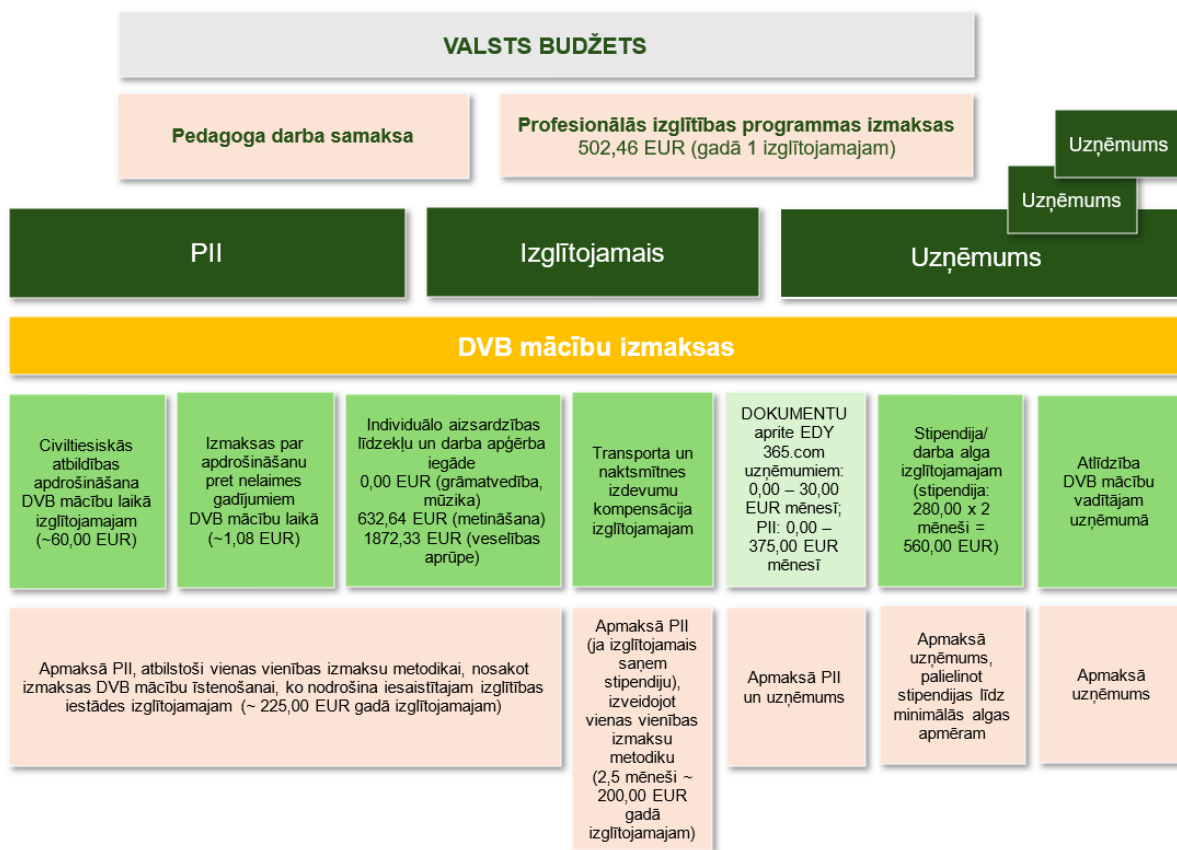 VALSTS BUDŽETS
Pedagoga darba samaksa
Profesionālās izglītības programmas izmaksas
502,46 EUR (gadā 1 izglītojamajam)
Uzņēmums
Uzņēmums
PII
Izglītojamais
Uzņēmums
DVB mācību izmaksas
Civiltiesiskās
atbildības
apdrošināšana
DVB mācību laikā
izglītojamajam
(~60,00 EUR)
Izmaksas par
apdrošināšanu
pret nelaimes
gadījumiem
DVB mācību laikā
(~1,08 EUR)
Individuālo aizsardzības
līdzekļu un darba apģērba
iegāde
0,00 EUR (grāmatvedība,
mūzika)
632,64 EUR (metināšana)
1872,33 EUR (veselības
aprūpe)
Transporta un
naktsmītnes
izdevumu
kompensācija
izglītojamajam
DOKUMENTU
aprite EDY
365.com
uzņēmumiem:
0,00 – 30,00
EUR mēnesī;
PII: 0,00 –
375,00 EUR
mēnesī
Stipendija/
darba alga
izglītojamajam
(stipendija:
280,00 x 2
mēneši =
560,00 EUR)
Atlīdzība
DVB mācību
vadītājam
uzņēmumā
Apmaksā PII, atbilstoši vienas vienības izmaksu metodikai, nosakot
izmaksas DVB mācību īstenošanai, ko nodrošina iesaistītajam izglītības
iestādes izglītojamajam (~ 225,00 EUR gadā izglītojamajam)
Apmaksā PII
(ja izglītojamais
saņem
stipendiju),
izveidojot
vienas vienības
izmaksu
metodiku
(2,5 mēneši ~
200,00 EUR
gadā
izglītojamajam)
Apmaksā PII
un uzņēmums
Apmaksā
uzņēmums,
palielinot
stipendijas līdz
minimālās algas
apmēram
Apmaksā
uzņēmums